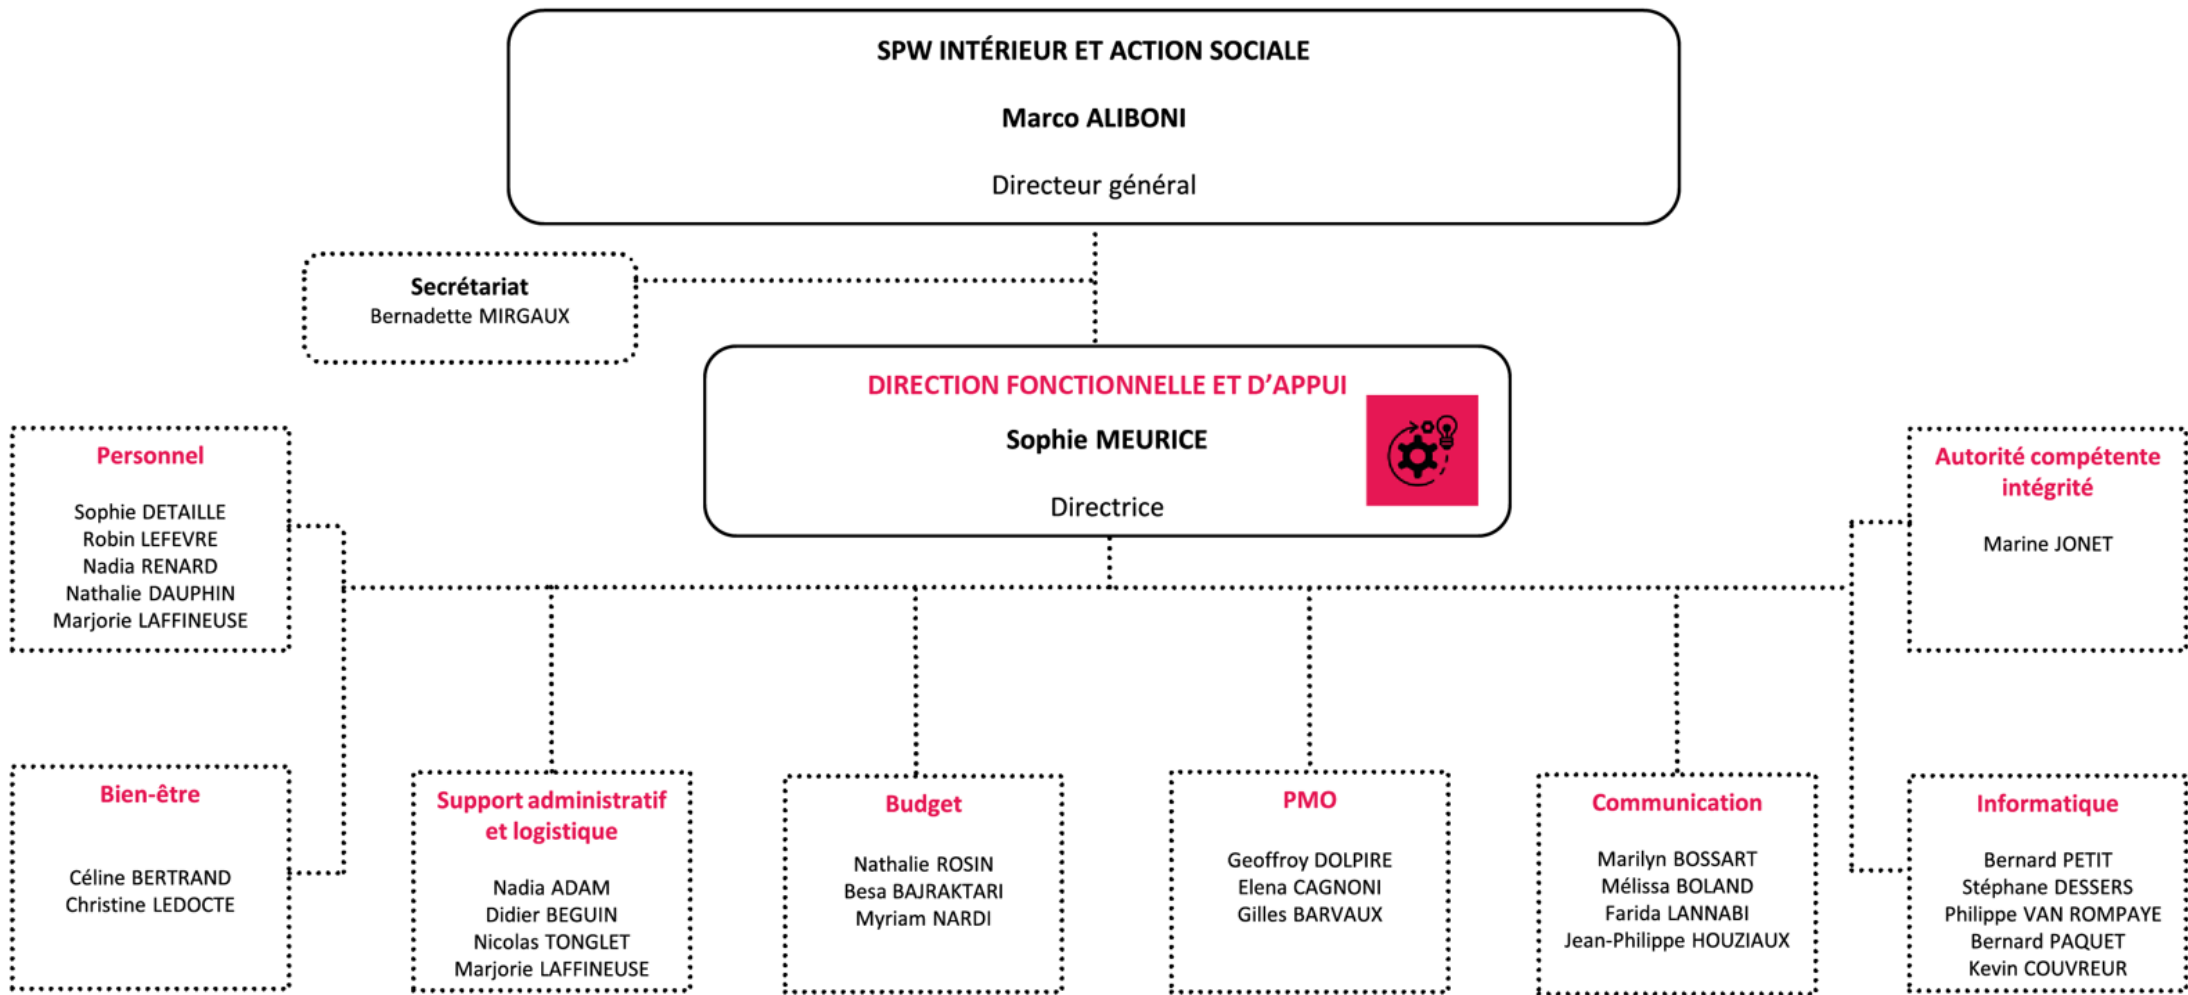 SPW INTÉRIEUR ET ACTION SOCIALE
Marco ALIBONI
Directeur général
Secrétariat
Bernadette MIRGAUX
DIRECTION FONCTIONNELLE ET D’APPUI
Sophie MEURICE
Directrice
Personnel
Sophie DETAILLE
Robin LEFEVRE
Nadia RENARD
Nathalie DAUPHIN
Marjorie LAFFINEUSE
Autorité compétente
intégrité
Marine JONET
Bien-être
Céline BERTRAND
Christine LEDOCTE
Support administratif
et logistique
Nadia ADAM
Didier BEGUIN
Nicolas TONGLET
Marjorie LAFFINEUSE
Budget
Nathalie ROSIN
Besa BAJRAKTARI
Myriam NARDI
PMO
Geoffroy DOLPIRE
Elena CAGNONI
Gilles BARVAUX
Communication
Marilyn BOSSART
Mélissa BOLAND
Farida LANNABI
Jean-Philippe HOUZIAUX
Informatique
Bernard PETIT
Stéphane DESSERS
Philippe VAN ROMPAYE
Bernard PAQUET
Kevin COUVREUR